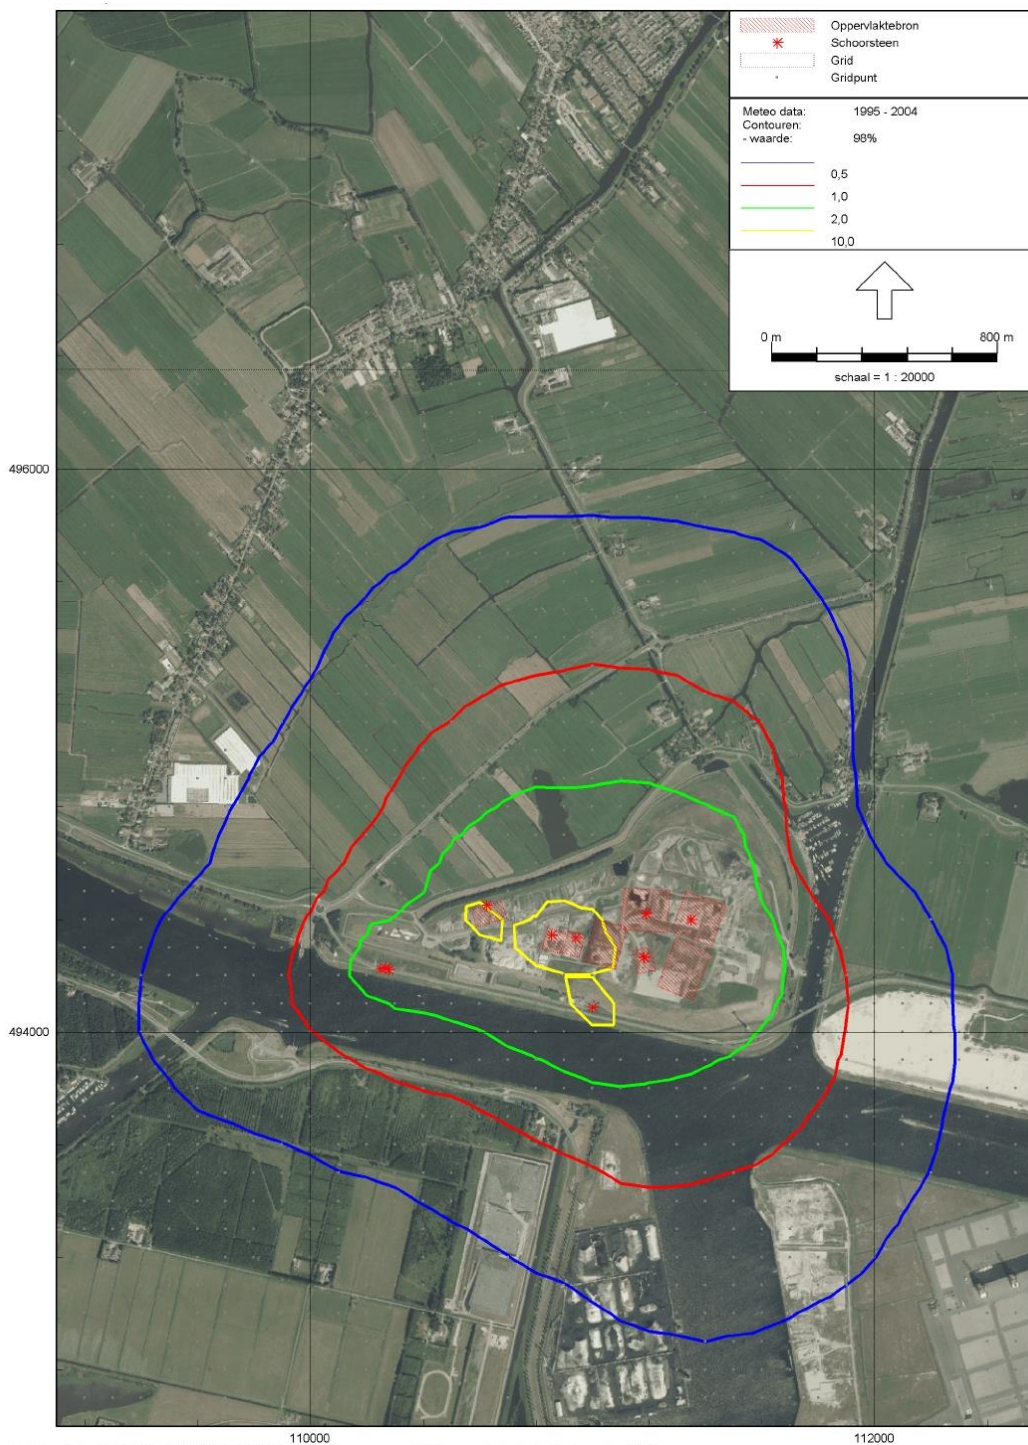 Oppervlaktebron
Schoorsteen
Grid
Gridpunt
Meteo data: 1995 - 2004
Contouren:
- waarde: 98%
0,5
1,0
2,0
10,0
0 m 800 m
schaal = 1 : 20000
496000
494000
110000 112000